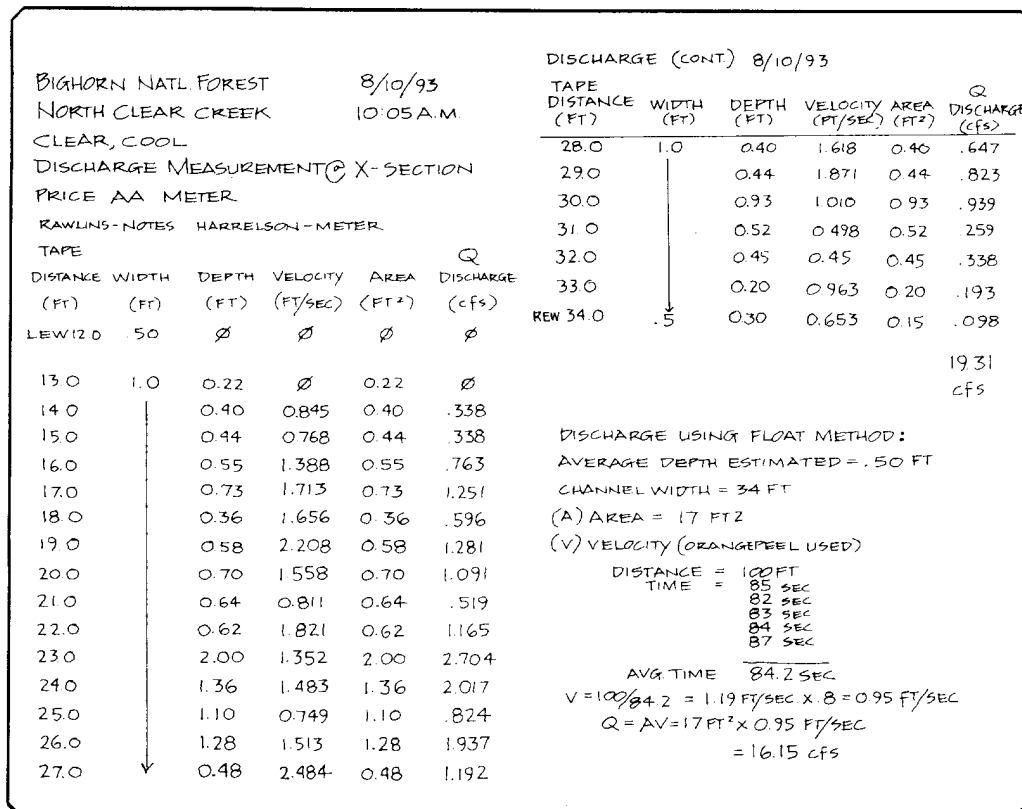 BIGHORN NATL. FOREST 8/10/93
NORTH CLEAR CREEK 10:05 A.M.
CLEAR, COOL
DISCHARGE MEASUREMENT @ X-SECTION
PRICE AA METER
RAWLINS-NOTES HARRELSON-METER
TAPE Q
DISTANCE WIDTH DEPTH VELOCITY AREA DISCHARGE
(FT) (FT) (FT) (FT/SEC) (FT²) (cfs)
LEW 12.0 .50 Ø Ø Ø Ø
13.0 1.0 0.22 Ø 0.22 Ø
14.0 0.40 0.845 0.40 .338
15.0 0.44 0.768 0.44 .338
16.0 0.55 1.388 0.55 .763
17.0 0.73 1.713 0.73 1.251
18.0 0.36 1.656 0.36 .596
19.0 0.58 2.208 0.58 1.281
20.0 0.70 1.558 0.70 1.091
21.0 0.64 0.811 0.64 .519
22.0 0.62 1.821 0.62 1.165
23.0 2.00 1.352 2.00 2.704
24.0 1.36 1.483 1.36 2.017
25.0 1.10 0.749 1.10 .824
26.0 1.28 1.513 1.28 1.937
27.0 0.48 2.484 0.48 1.192
DISCHARGE (CONT.) 8/10/93
TAPE Q
DISTANCE WIDTH DEPTH VELOCITY AREA DISCHARGE
(FT) (FT) (FT) (FT/SEC) (FT²) (cfs)
28.0 1.0 0.40 1.618 0.40 .647
29.0 0.44 1.871 0.44 .823
30.0 0.93 1.010 0.93 .939
31.0 0.52 0.498 0.52 .259
32.0 0.45 0.45 0.45 .338
33.0 0.20 0.963 0.20 .193
REW 34.0 .5 0.30 0.653 0.15 .098
19.31
cfs
DISCHARGE USING FLOAT METHOD:
AVERAGE DEPTH ESTIMATED = .50 FT
CHANNEL WIDTH = 34 FT
(A) AREA = 17 FT2
(V) VELOCITY (ORANGEPEEL USED)
DISTANCE = 100 FT
TIME = 85 SEC
82 SEC
83 SEC
84 SEC
87 SEC
AVG. TIME 84.2 SEC
V = 100/84.2 = 1.19 FT/SEC X .8 = 0.95 FT/SEC
Q = AV = 17 FT² X 0.95 FT/SEC
= 16.15 cfs